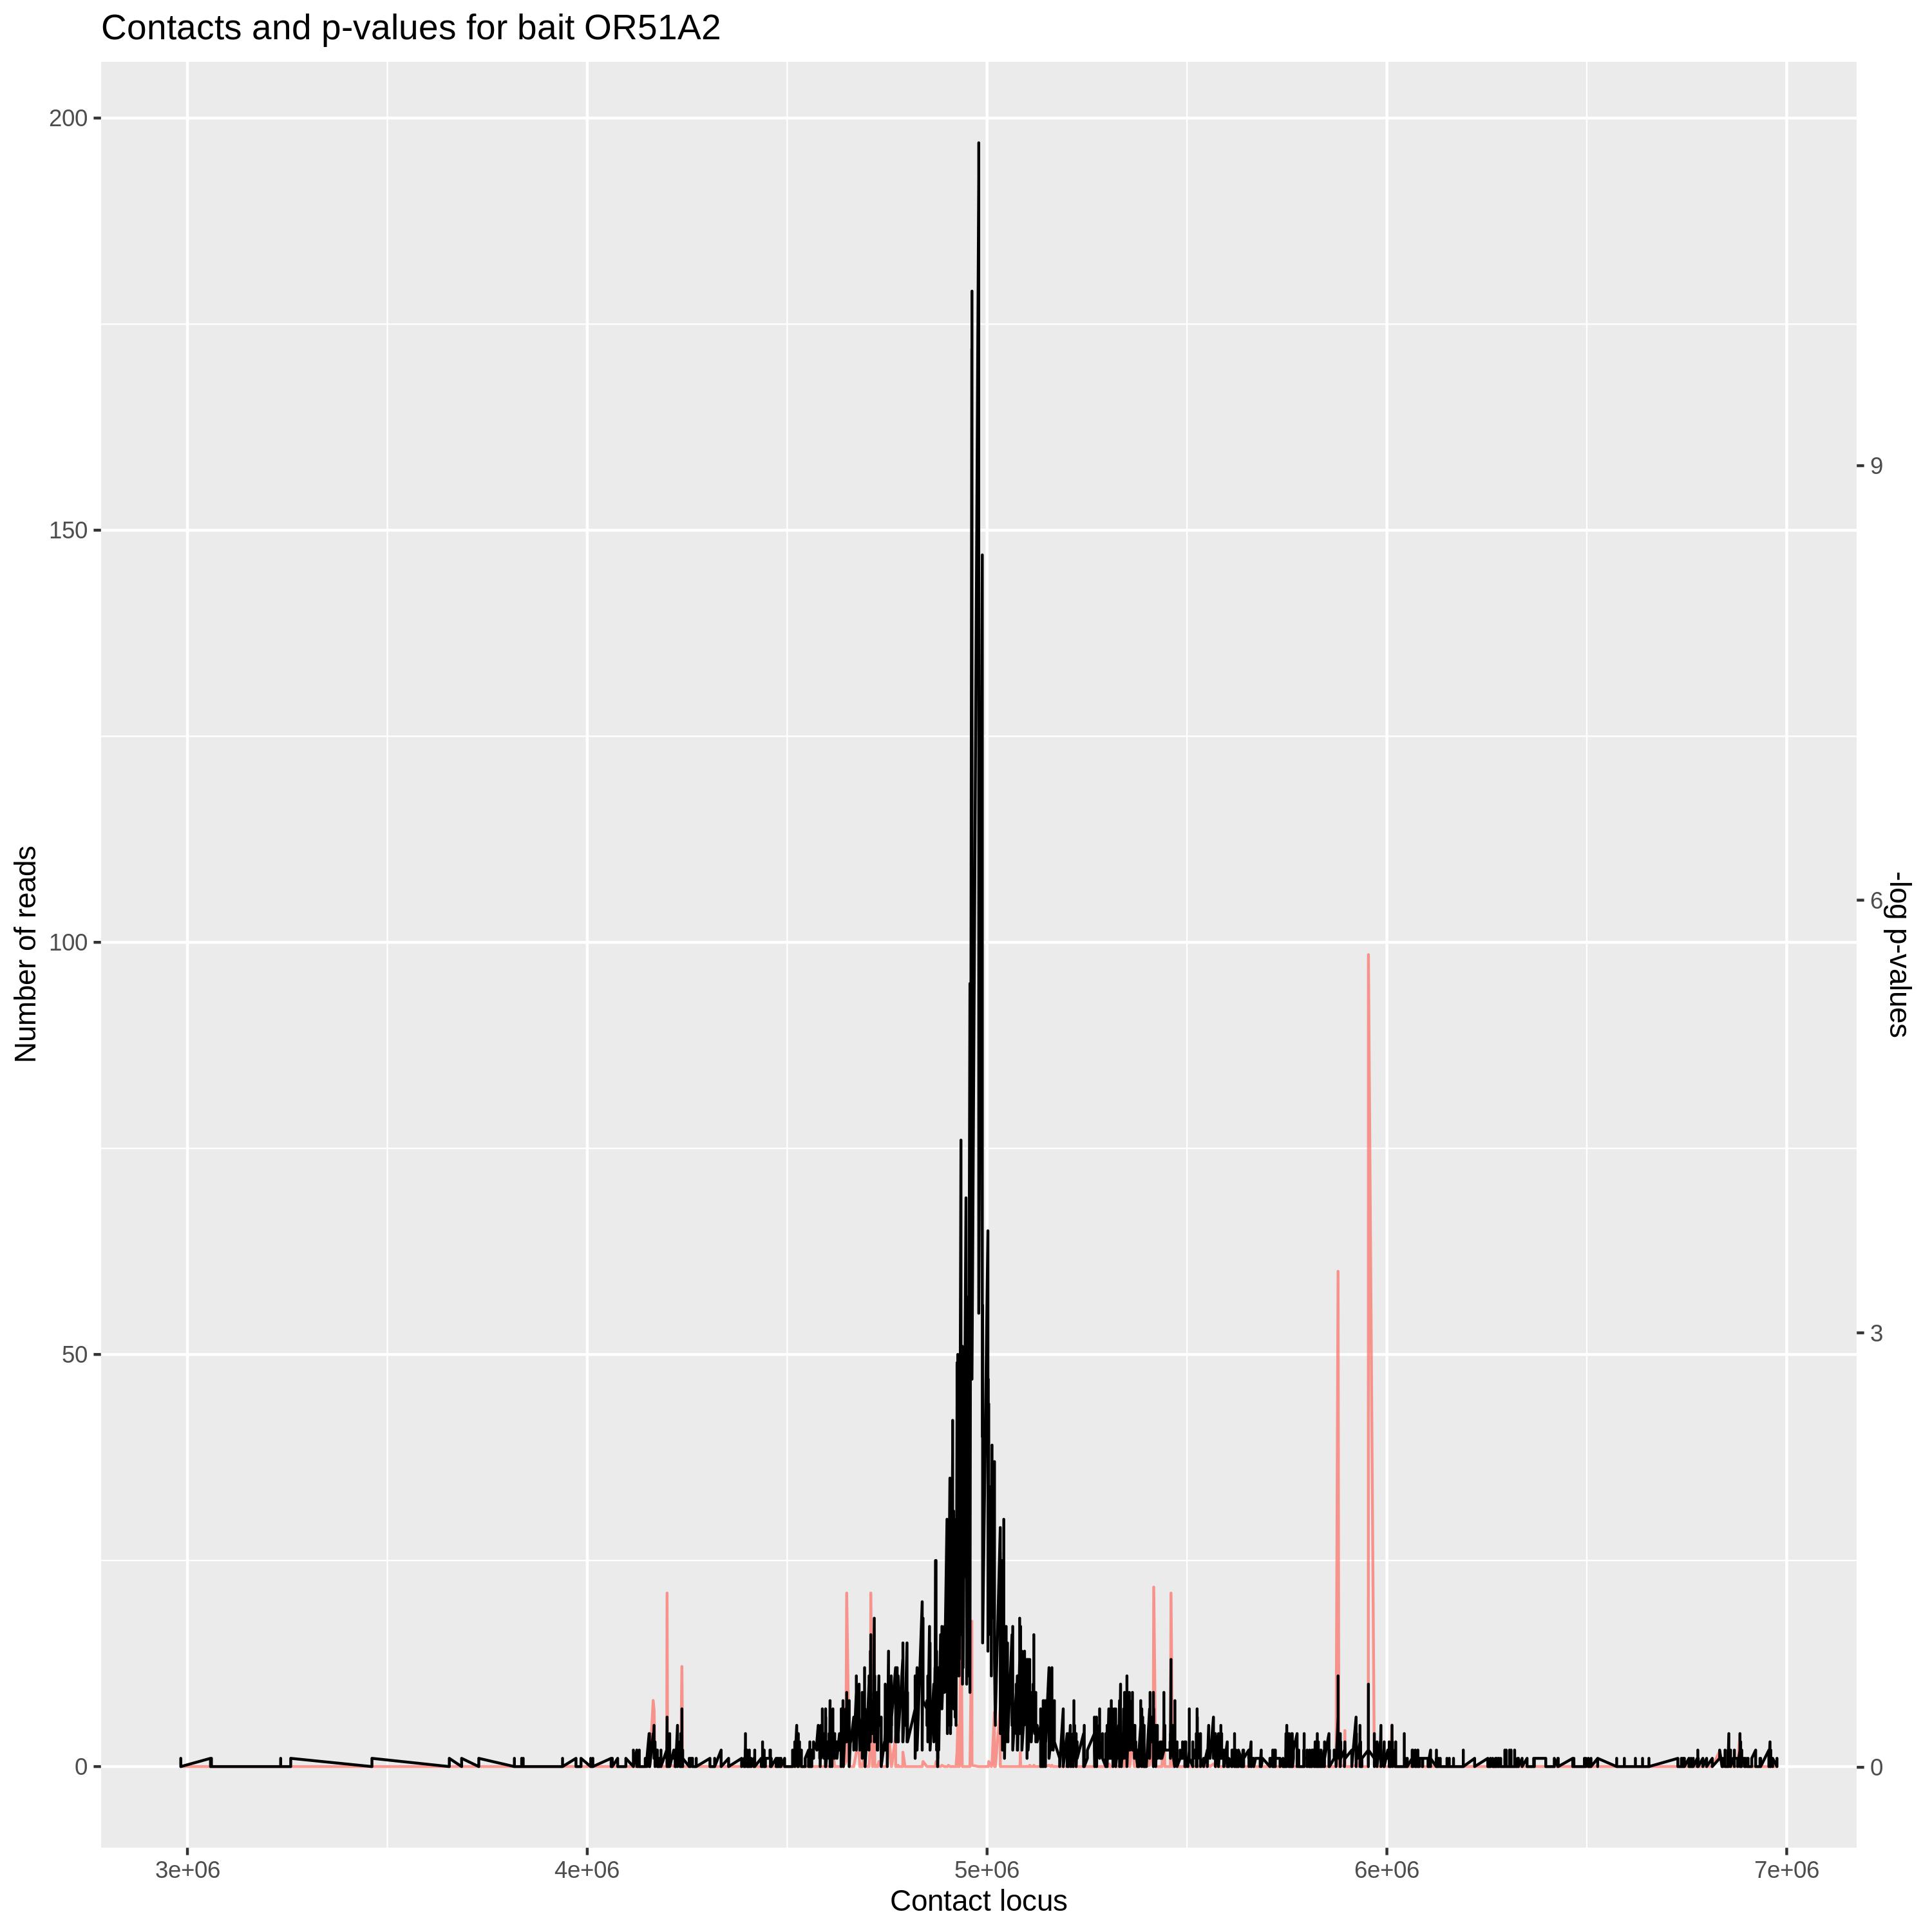 Contacts and p-values for bait OR51A2
Number of reads
200
150
100
50
0
9
6
3
0
-log p-values
3e+06
4e+06
5e+06
6e+06
7e+06
Contact locus